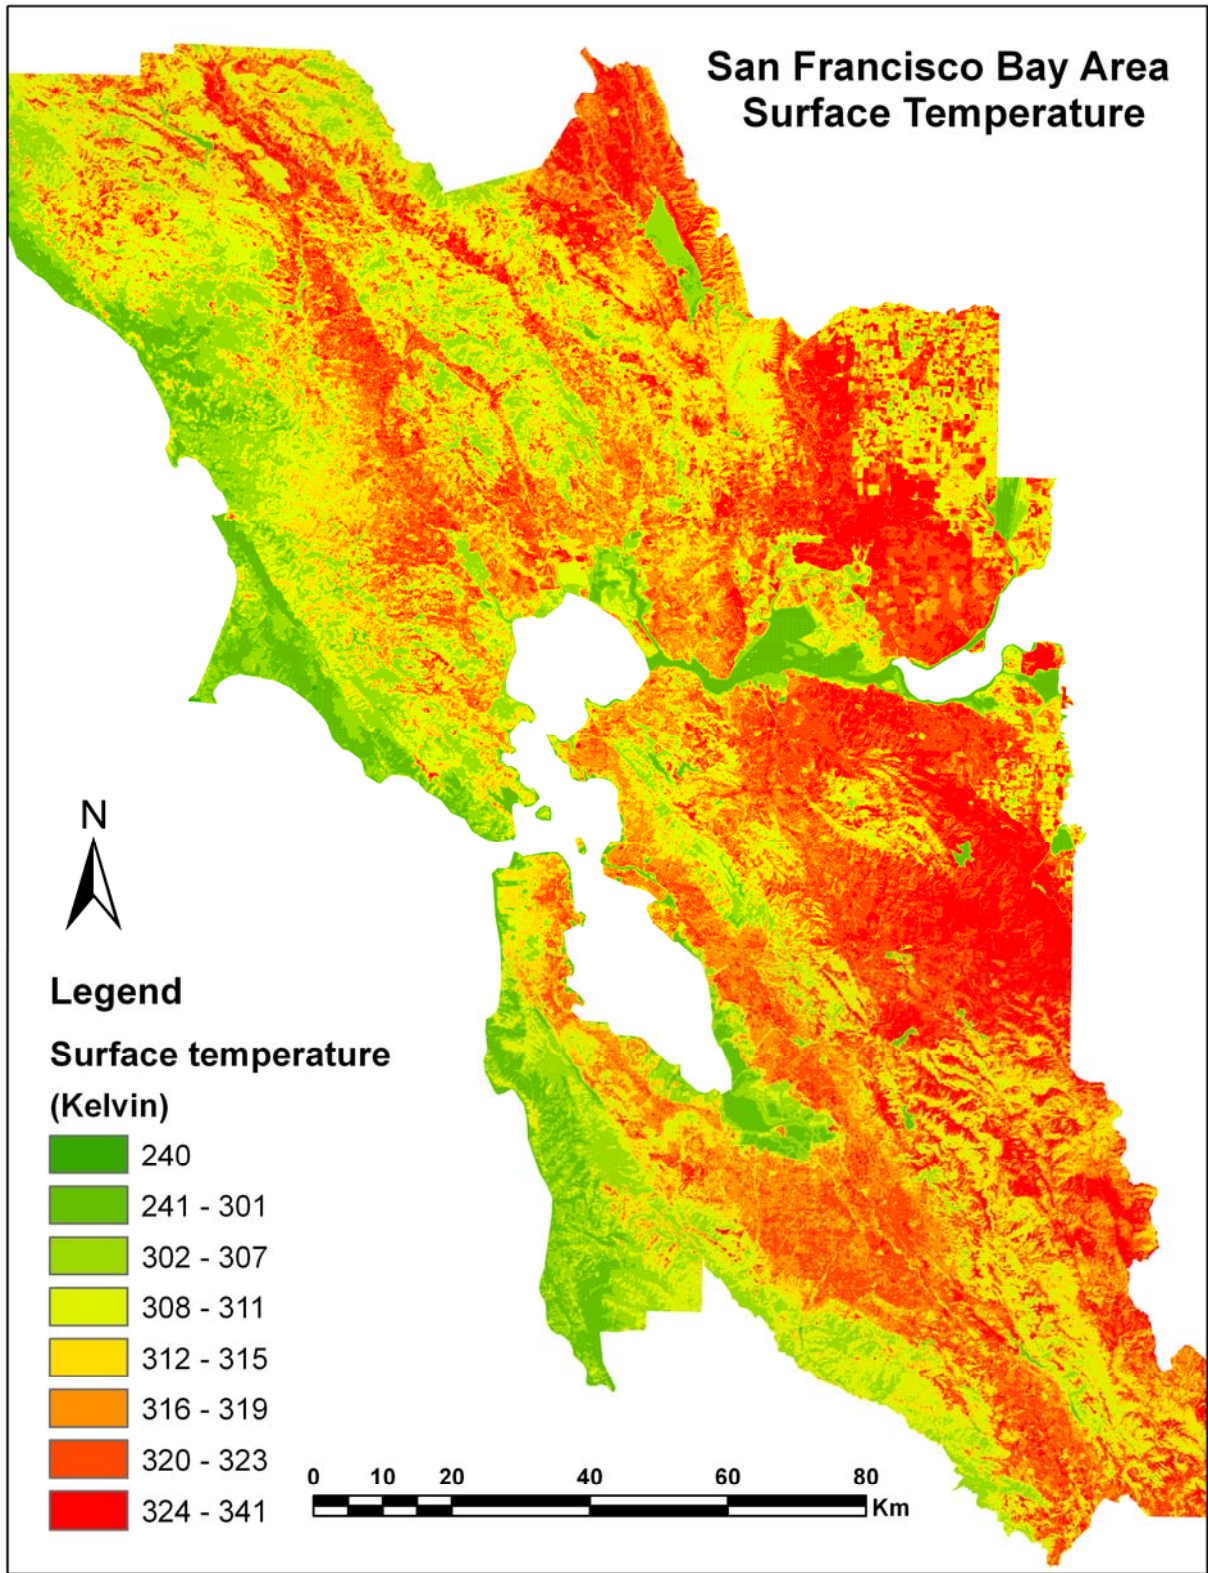 San Francisco Bay Area
Surface Temperature
N
Legend
Surface temperature
(Kelvin)
240
241 - 301
302 - 307
308 - 311
312 - 315
316 - 319
320 - 323
324 - 341
0 10 20 40 60 80
Km